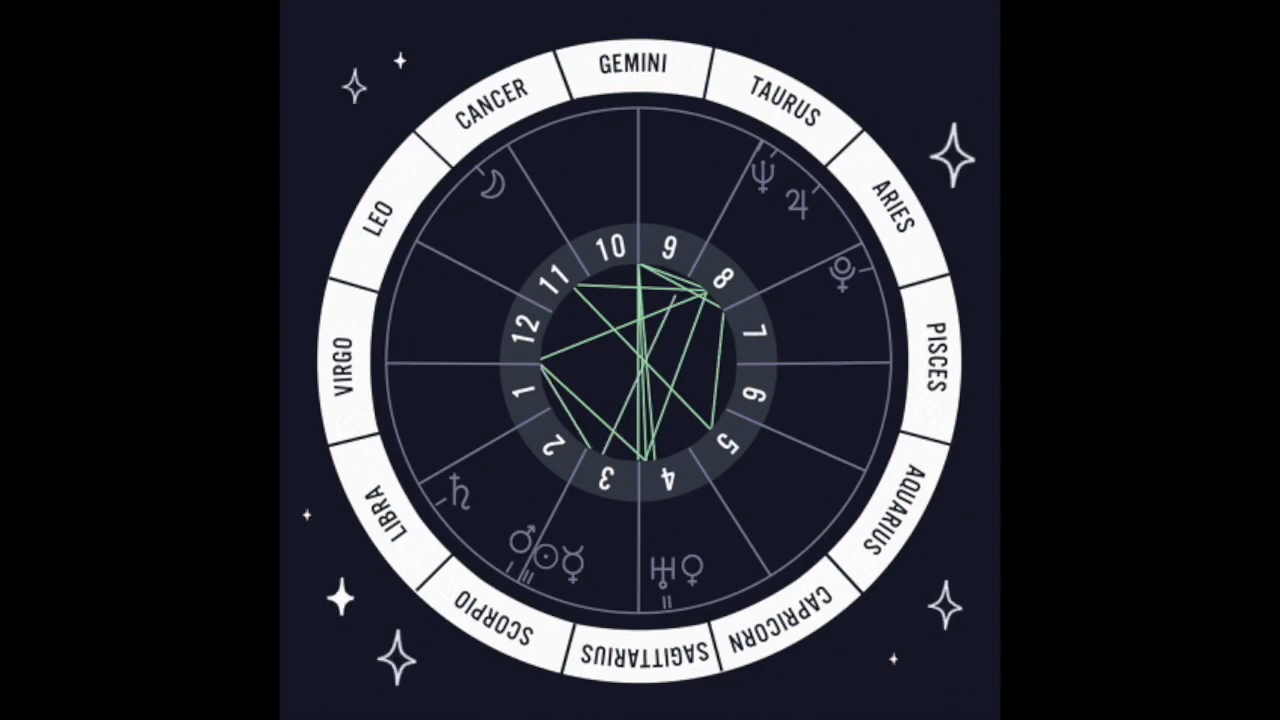 GEMINI
TAURUS
ARIES
PISCES
AQUARIUS
CAPRICORN
SAGITTARIUS
SCORPIO
LIBRA
VIRGO
LEO
CANCER
10
9
8
7
6
5
4
3
2
1
12
11